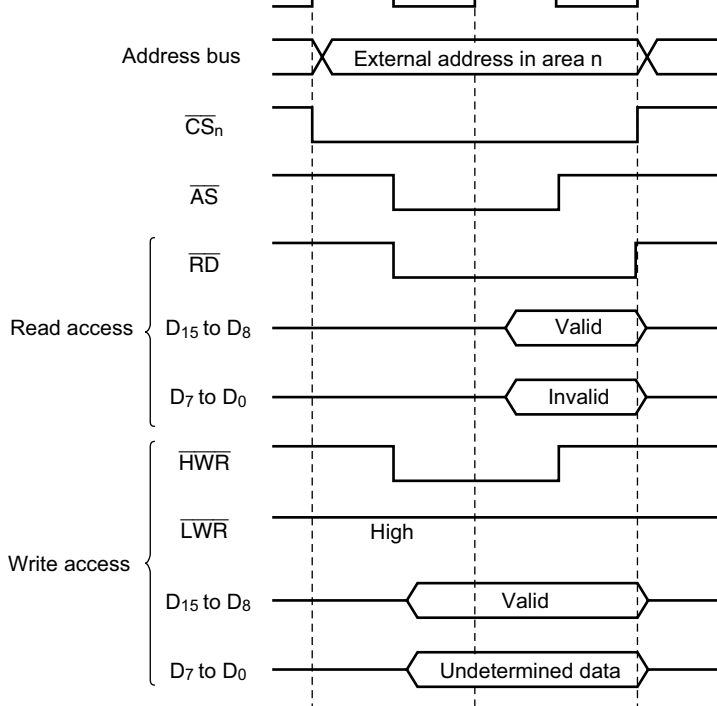 Address bus
External address in area n
CSn
AS
Read access
RD
D15 to D8
Valid
D7 to D0
Invalid
Write access
HWR
LWR
High
D15 to D8
Valid
D7 to D0
Undetermined data